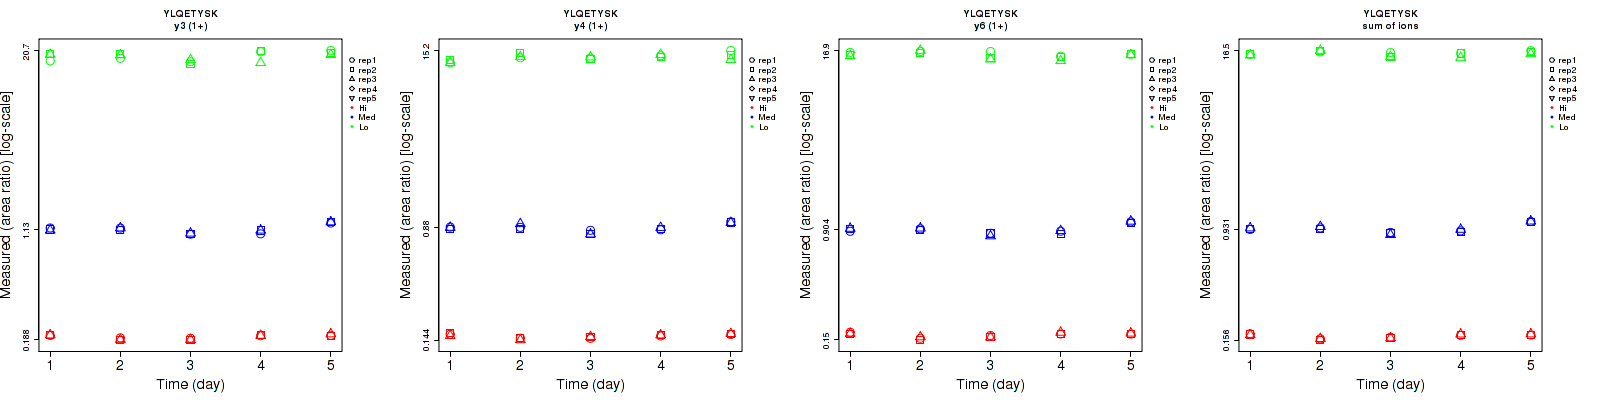 YLQETYSK
y3 (1+)
Measured (area ratio) [log-scale]
20.7
1.13
0.188
1 2 3 4 5
Time (day)
rep1
rep2
rep3
rep4
rep5
Hi
Med
Lo
YLQETYSK
y4 (1+)
Measured (area ratio) [log-scale]
15.2
0.88
0.144
1 2 3 4 5
Time (day)
rep1
rep2
rep3
rep4
rep5
Hi
Med
Lo
YLQETYSK
y6 (1+)
Measured (area ratio) [log-scale]
16.9
0.904
0.15
1 2 3 4 5
Time (day)
rep1
rep2
rep3
rep4
rep5
Hi
Med
Lo
YLQETYSK
sum of ions
Measured (area ratio) [log-scale]
16.5
0.931
0.156
1 2 3 4 5
Time (day)
rep1
rep2
rep3
rep4
rep5
Hi
Med
Lo